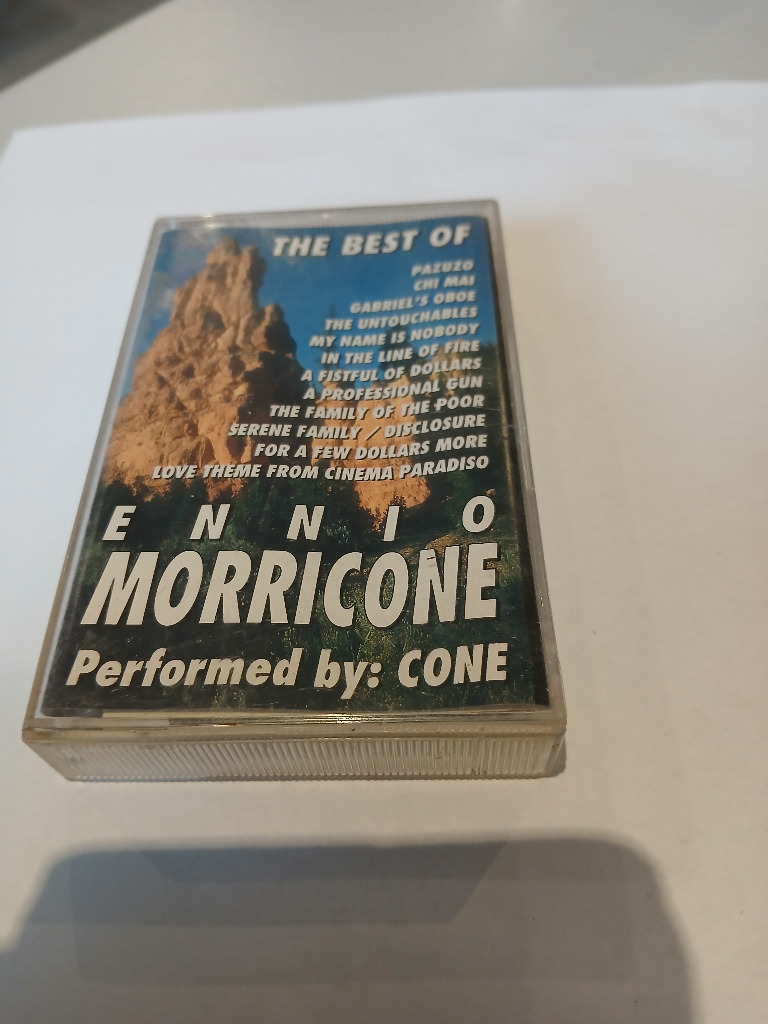 THE BEST OF
PAZUZO
CHI MAI
GABRIEL'S OBOE
THE UNTOUCHABLES
MY NAME IS NOBODY
IN THE LINE OF FIRE
A FISTFUL OF DOLLARS
A PROFESSIONAL GUN
THE FAMILY OF THE POOR
SERENE FAMILY / DISCLOSURE
FOR A FEW DOLLARS MORE
LOVE THEME FROM CINEMA PARADISO
ENNIO
MORRICONE
Performed by: CONE